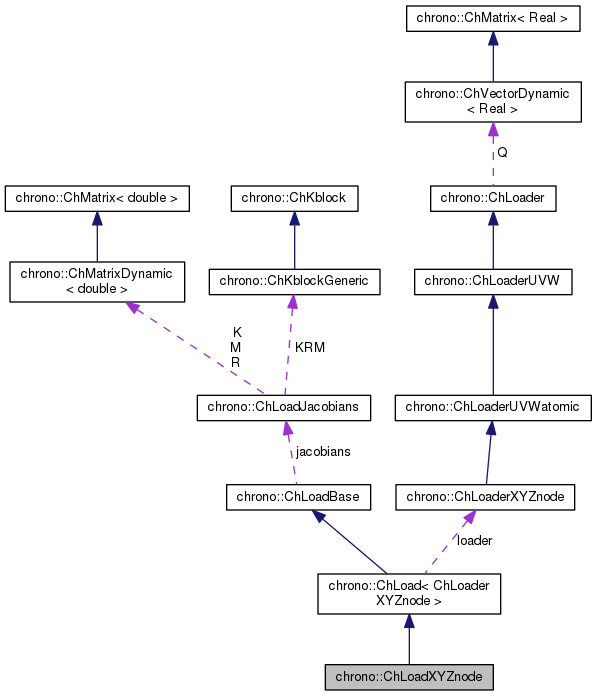 chrono::ChMatrix< Real >
chrono::ChVectorDynamic
< Real >
Q
chrono::ChMatrix< double >
chrono::ChKblock
chrono::ChLoader
chrono::ChMatrixDynamic
< double >
chrono::ChKblockGeneric
chrono::ChLoaderUVW
K
M
R
KRM
chrono::ChLoadJacobians
chrono::ChLoaderUVWatomic
jacobians
chrono::ChLoadBase
chrono::ChLoaderXYZnode
loader
chrono::ChLoad< ChLoader
XYZnode >
chrono::ChLoadXYZnode